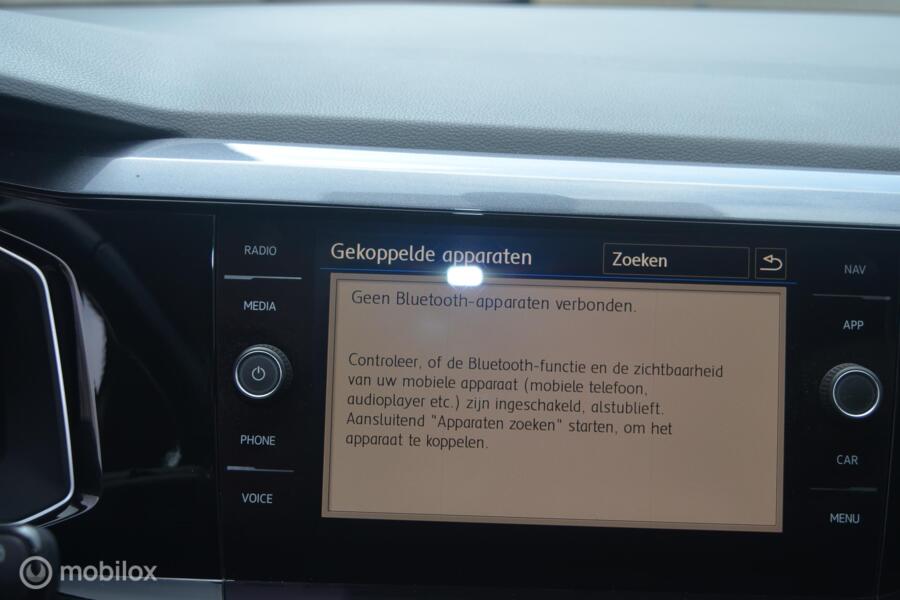 RADIO
MEDIA
PHONE
VOICE
Gekoppelde apparaten
Zoeken
Geen Bluetooth-apparaten verbonden.
Controleer, of de Bluetooth-functie en de zichtbaarheid
van uw mobiele apparaat (mobiele telefoon,
audioplayer etc.) zijn ingeschakeld, alstublieft.
Aansluitend "Apparaten zoeken" starten, om het
apparaat te koppelen.
NAV
APP
CAR
MENU
mobilox